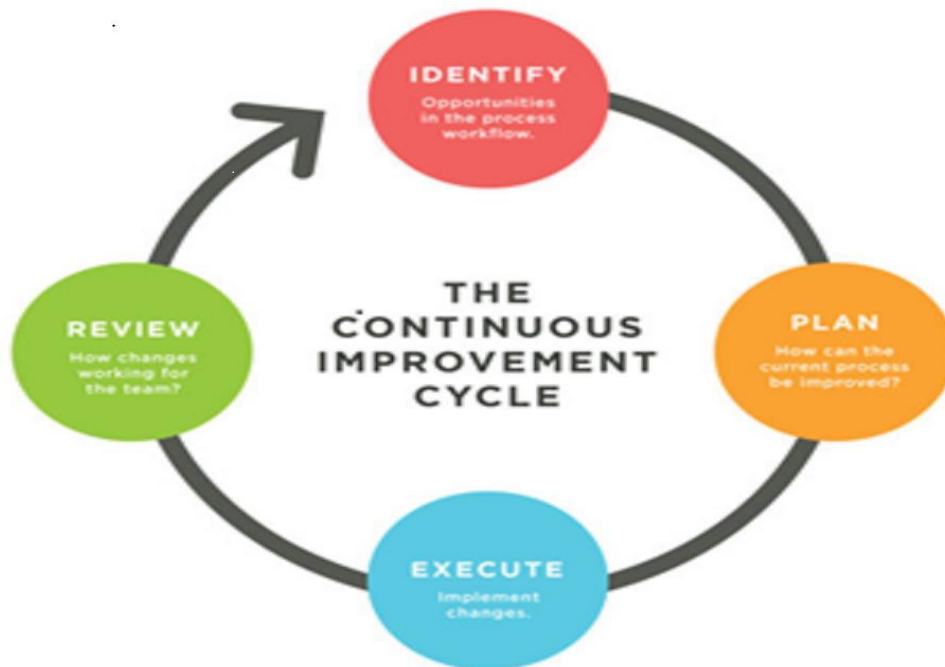 IDENTIFY
Opportunities
in the process
workflow.
THE
CONTINUOUS
IMPROVEMENT
CYCLE
PLAN
How can the
current process
be improved?
EXECUTE
Implement
changes.
REVIEW
How changes
working for
the team?